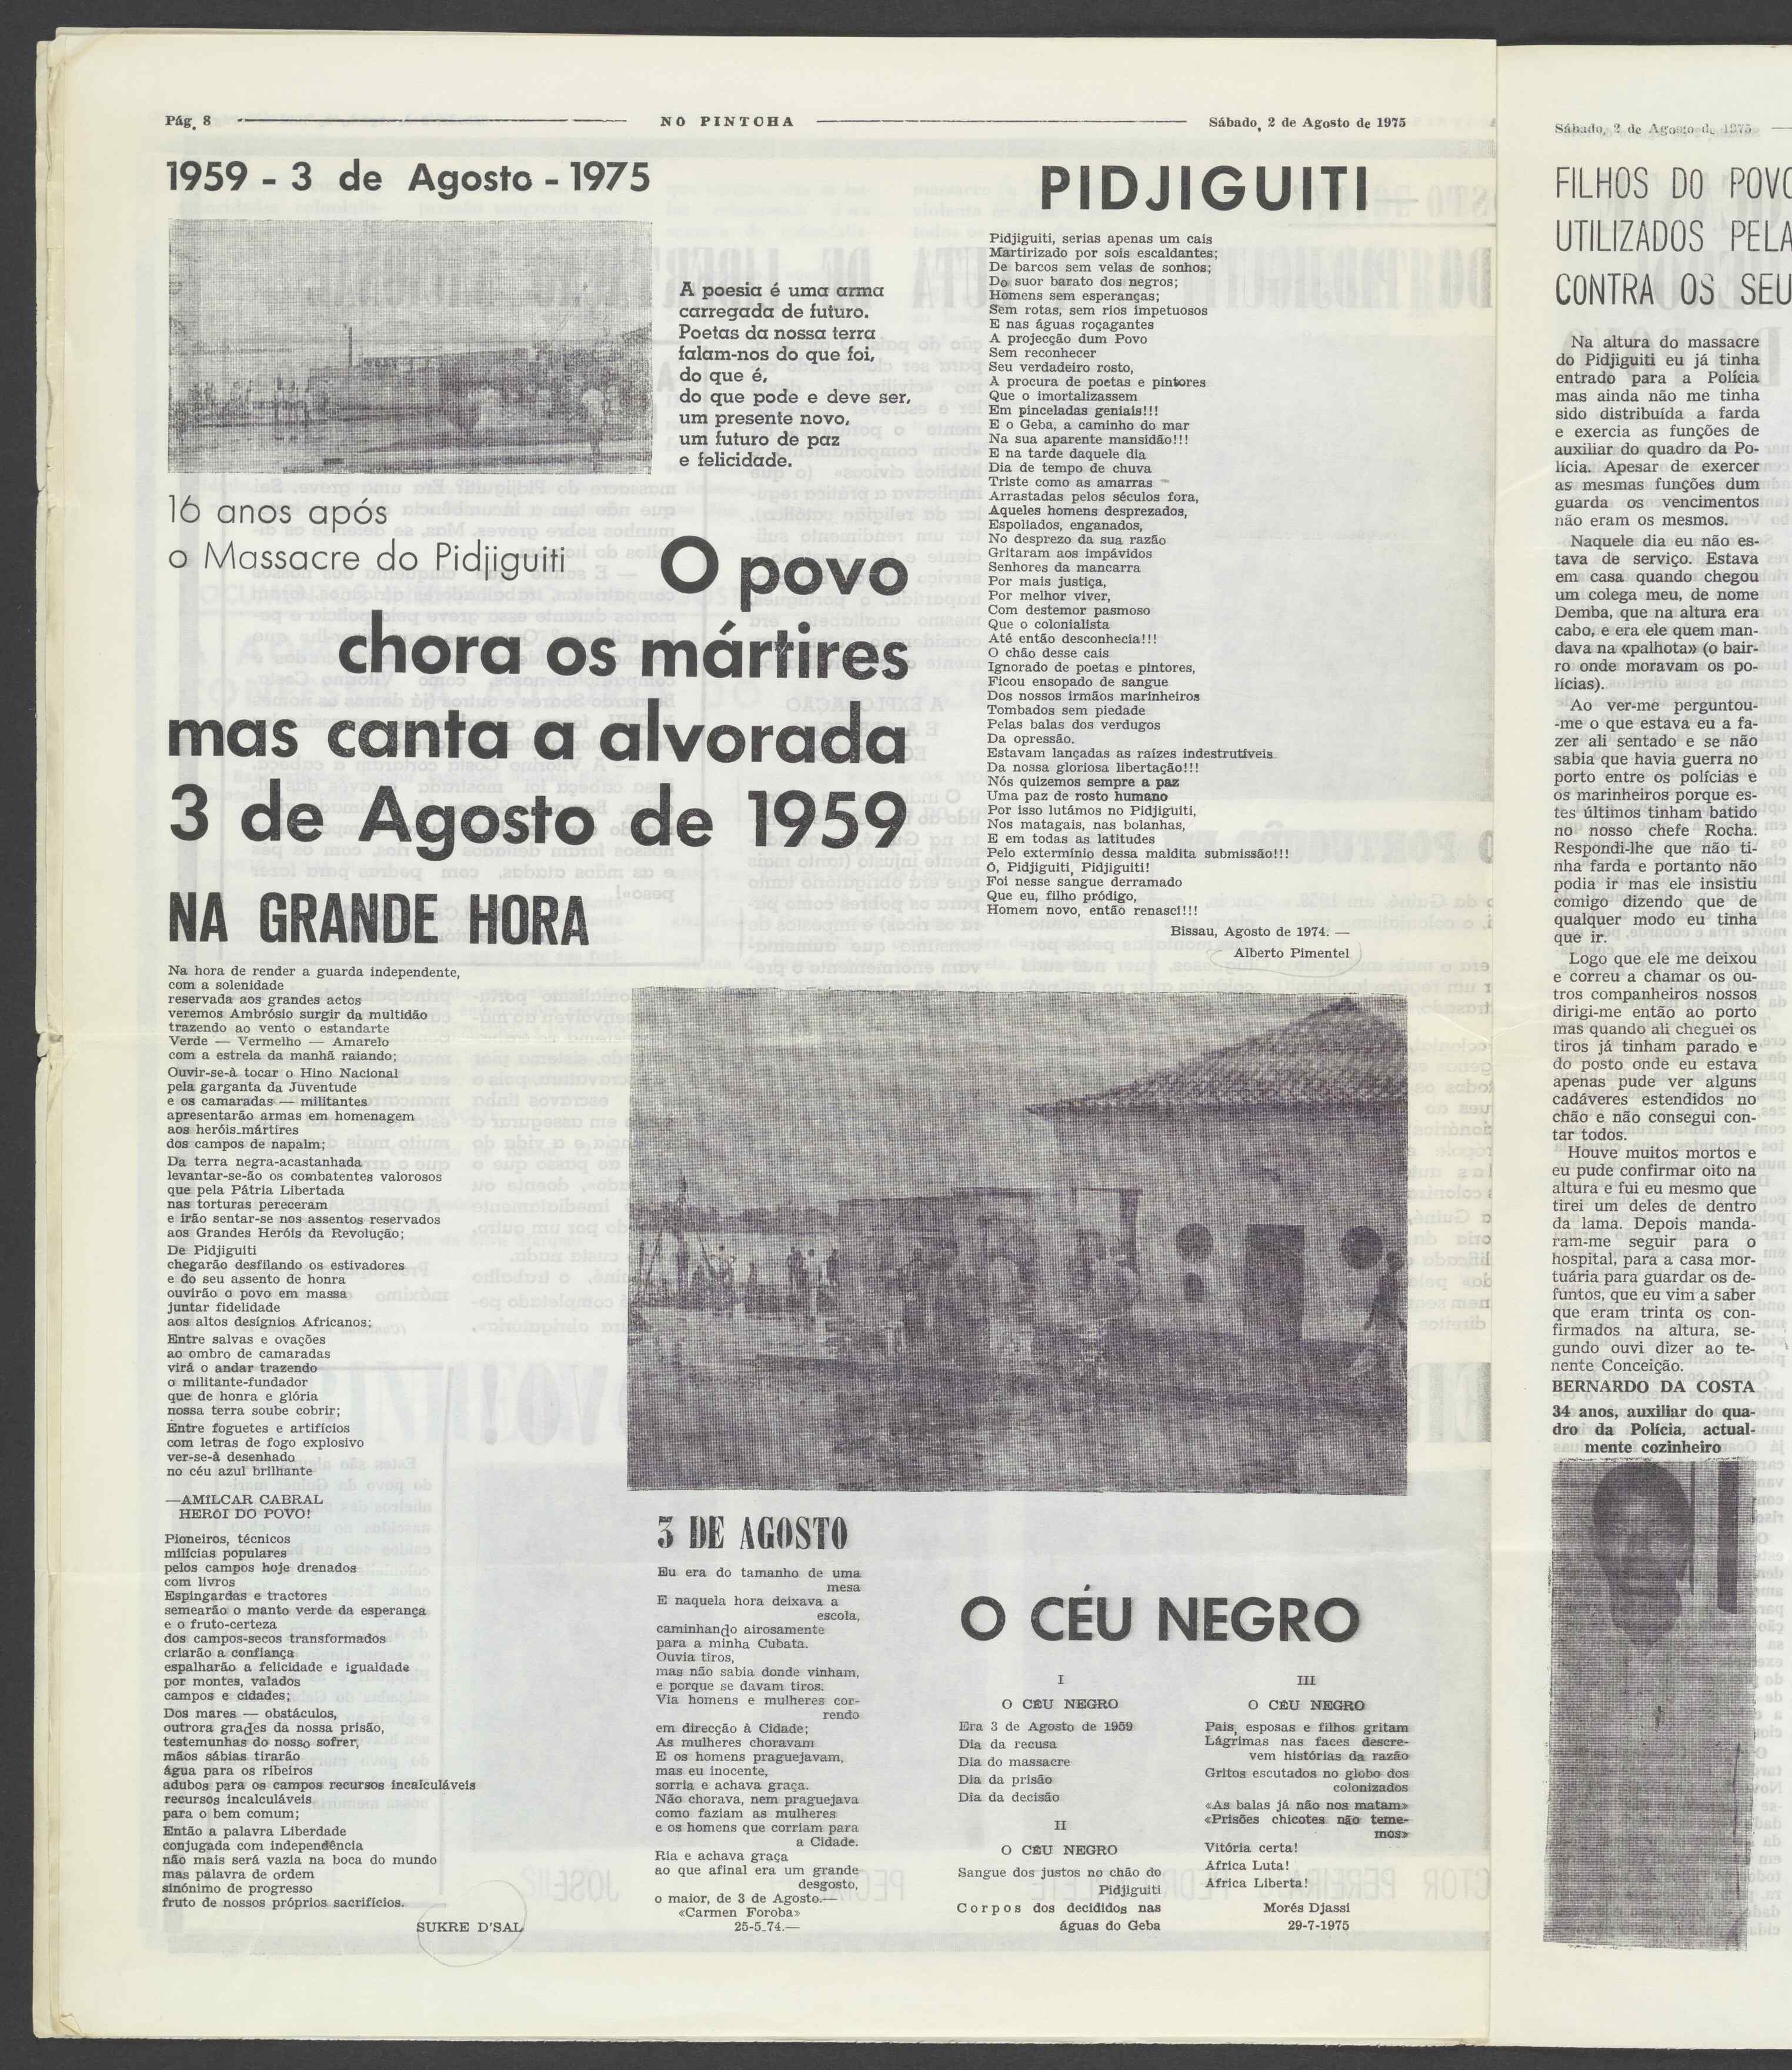 Pág. 8
NO PINTCHA
Sábado, 2 de Agosto de 1975
1959 - 3 de Agosto - 1975
A poesia é uma arma
carregada de futuro.
Poetas da nossa terra
falam-nos do que foi,
do que é,
do que pode e deve ser,
um presente novo,
um futuro de paz
e felicidade.
16 anos após
o Massacre do Pidjiguiti
O povo
chora os mártires
mas canta a alvorada
3 de Agosto de 1959
NA GRANDE HORA
Na hora de render a guarda independente,
com a solenidade
reservada aos grandes actos
veremos Ambrósio surgir da multidão
trazendo ao vento o estandarte
Verde — Vermelho — Amarelo
com a estrela da manhã raiando;
Ouvir-se-à tocar o Hino Nacional
pela garganta da Juventude
e os camaradas — militantes
apresentarão armas em homenagem
aos heróis-mártires
dos campos de napalm;
Da terra negra-acastanhada
levantar-se-ão os combatentes valorosos
que pela Pátria Libertada
nas torturas pereceram
e irão sentar-se nos assentos reservados
aos Grandes Heróis da Revolução;
De Pidjiguiti
chegarão desfilando os estivadores
e do seu assento de honra
ouvirão o povo em massa
juntar fidelidade
aos altos desígnios Africanos;
Entre salvas e ovações
ao ombro de camaradas
virá o andar trazendo
o militante-fundador
que de honra e glória
nossa terra soube cobrir;
Entre foguetes e artifícios
com letras de fogo explosivo
ver-se-à desenhado
no céu azul brilhante
—AMILCAR CABRAL
HERÓI DO POVO!
Pioneiros, técnicos
milícias populares
pelos campos hoje drenados
com livros
Espingardas e tractores
semearão o manto verde da esperança
e o fruto-certeza
dos campos-secos transformados
criarão a confiança
espalharão a felicidade e igualdade
por montes, valados
campos e cidades;
Dos mares — obstáculos,
outrora grades da nossa prisão,
testemunhas do nosso sofrer,
mãos sábias tirarão
água para os ribeiros
adubos para os campos recursos incalculáveis
recursos incalculáveis
para o bem comum;
Então a palavra Liberdade
conjugada com independência
não mais será vazia na boca do mundo
mas palavra de ordem
sinónimo de progresso
fruto de nossos próprios sacrifícios.
SUKRE D'SAL
PIDJIGUITI
Pidjiguiti, serias apenas um cais
Martirizado por sois escaldantes;
De barcos sem velas de sonhos;
Do suor barato dos negros;
Homens sem esperanças;
Sem rotas, sem rios impetuosos
E nas águas roçagantes
A projecção dum Povo
Sem reconhecer
Seu verdadeiro rosto,
A procura de poetas e pintores
Que o imortalizassem
Em pinceladas geniais!!!
E o Geba, a caminho do mar
Na sua aparente mansidão!!!
E na tarde daquele dia
Dia de tempo de chuva
Triste como as amarras
Arrastadas pelos séculos fora,
Aqueles homens desprezados,
Espoliados, enganados,
No desprezo da sua razão
Gritaram aos impávidos
Senhores da mancarra
Por mais justiça,
Por melhor viver,
Com destemor pasmoso
Que o colonialista
Até então desconhecia!!!
O chão desse cais
Ignorado de poetas e pintores,
Ficou ensopado de sangue
Dos nossos irmãos marinheiros
Tombados sem piedade
Pelas balas dos verdugos
Da opressão.
Estavam lançadas as raízes indestrutíveis
Da nossa gloriosa libertação!!!
Nós quizemos sempre a paz
Uma paz de rosto humano
Por isso lutámos no Pidjiguiti,
Nos matagais, nas bolanhas,
E em todas as latitudes
Pelo extermínio dessa maldita submissão!!!
Ó, Pidjiguiti, Pidjiguiti!
Foi nesse sangue derramado
Que eu, filho pródigo,
Homem novo, então renasci!!!
Bissau, Agosto de 1974. —
Alberto Pimentel
3 DE AGOSTO
Eu era do tamanho de uma
mesa
E naquela hora deixava a
escola,
caminhando airosamente
para a minha Cubata.
Ouvia tiros,
mas não sabia donde vinham,
e porque se davam tiros.
Via homens e mulheres cor-
rendo
em direcção à Cidade;
As mulheres choravam
E os homens praguejavam,
mas eu inocente,
sorria e achava graça.
Não chorava, nem praguejava
como faziam as mulheres
e os homens que corriam para
a Cidade.
Ria e achava graça
ao que afinal era um grande
desgosto,
o maior, de 3 de Agosto.—
«Carmen Foroba»
25-5-74.—
O CÉU NEGRO
I
O CÉU NEGRO
Era 3 de Agosto de 1959
Dia da recusa
Dia do massacre
Dia da prisão
Dia da decisão
II
O CÉU NEGRO
Sangue dos justos no chão do
Pidjiguiti
Corpos dos decididos nas
águas do Geba
III
O CÉU NEGRO
Pais, esposas e filhos gritam
Lágrimas nas faces descre-
vem histórias da razão
Gritos escutados no globo dos
colonizados
«As balas já não nos matam»
«Prisões chicotes não teme-
mos»
Vitória certa!
Africa Luta!
Africa Liberta!
Morés Djassi
29-7-1975
Sábado, 2 de Agosto de 1975
FILHOS DO POVO
UTILIZADOS PELA
CONTRA OS SEU
Na altura do massacre
do Pidjiguiti eu já tinha
entrado para a Polícia
mas ainda não me tinha
sido distribuída a farda
e exercia as funções de
auxiliar do quadro da Po-
lícia. Apesar de exercer
as mesmas funções dum
guarda os vencimentos
não eram os mesmos.
Naquele dia eu não es-
tava de serviço. Estava
em casa quando chegou
um colega meu, de nome
Demba, que na altura era
cabo, e era ele quem man-
dava na «palhota» (o bair-
ro onde moravam os po-
lícias).
Ao ver-me perguntou-
-me o que estava eu a fa-
zer ali sentado e se não
sabia que havia guerra no
porto entre os polícias e
os marinheiros porque es-
tes últimos tinham batido
no nosso chefe Rocha.
Respondi-lhe que não ti-
nha farda e portanto não
podia ir mas ele insistiu
comigo dizendo que de
qualquer modo eu tinha
que ir.
Logo que ele me deixou
e correu a chamar os ou-
tros companheiros nossos
dirigi-me então ao porto
mas quando ali cheguei os
tiros já tinham parado e
do posto onde eu estava
apenas pude ver alguns
cadáveres estendidos no
chão e não consegui con-
tar todos.
Houve muitos mortos e
eu pude confirmar oito na
altura e fui eu mesmo que
tirei um deles de dentro
da lama. Depois manda-
ram-me seguir para o
hospital, para a casa mor-
tuária para guardar os de-
funtos, que eu vim a saber
que eram trinta os con-
firmados na altura, se-
gundo ouvi dizer ao te-
nente Conceição.
BERNARDO DA COSTA
34 anos, auxiliar do qua-
dro da Polícia, actual-
mente cozinheiro